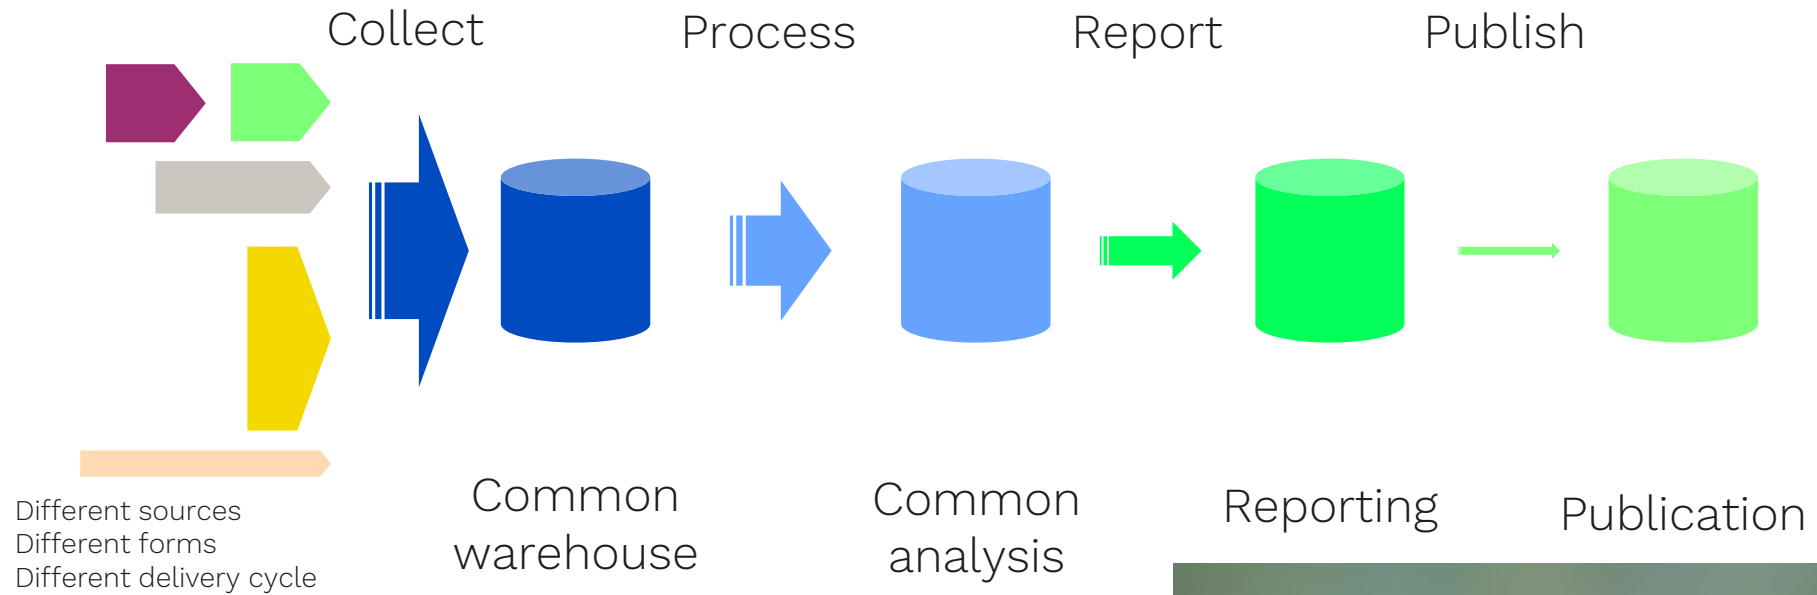 Collect
Process
Report
Publish
Different sources
Different forms
Different delivery cycle
Common
warehouse
Common
analysis
Reporting
Publication